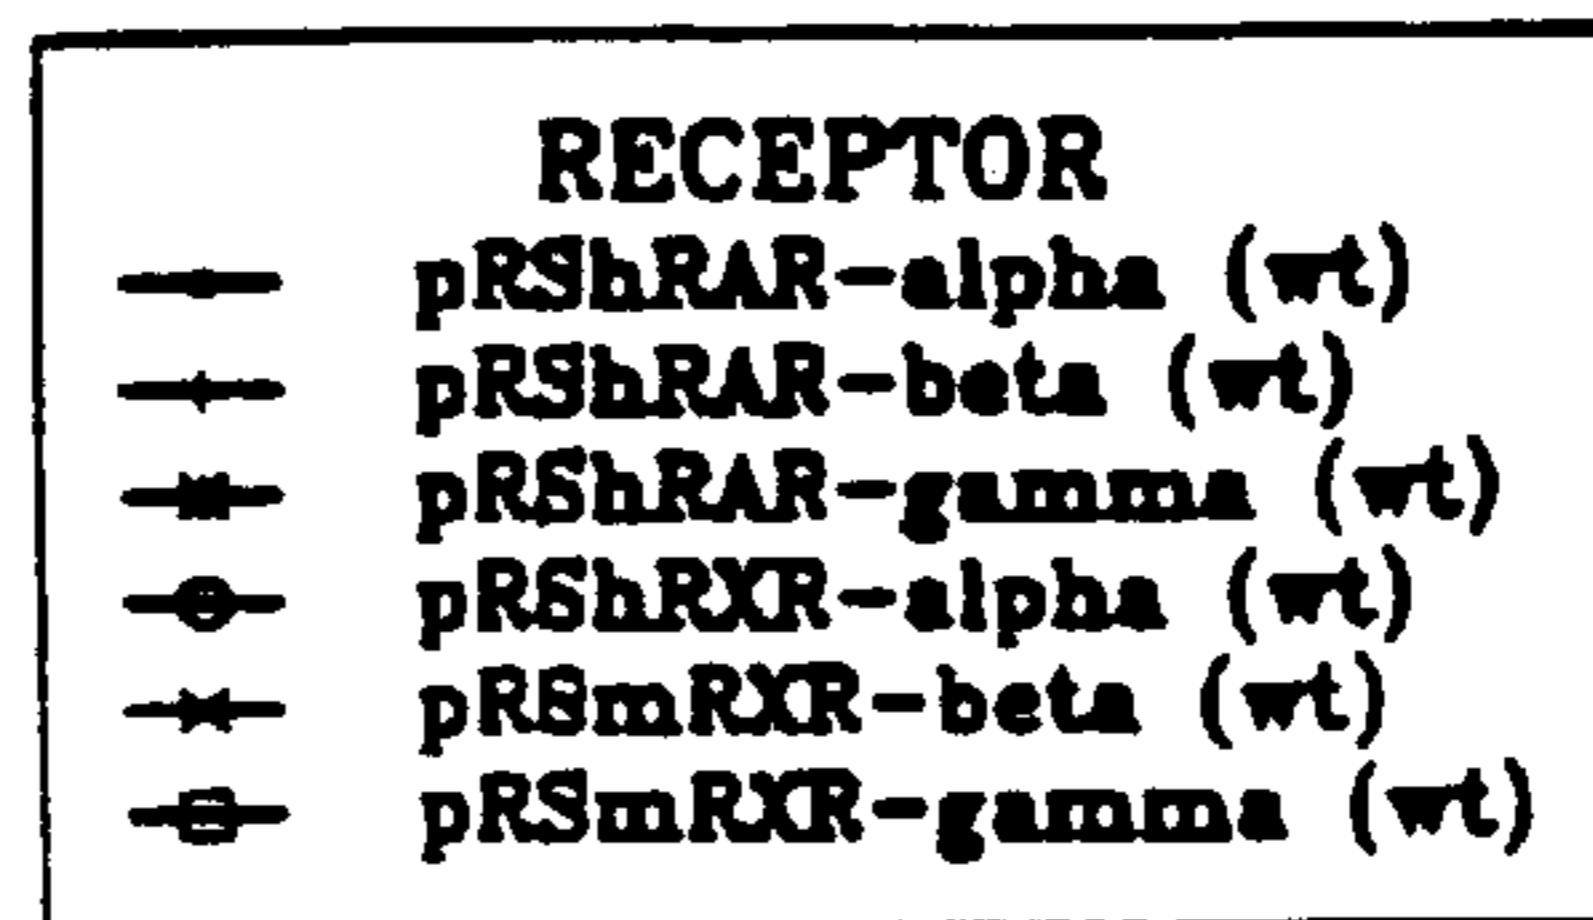 RECEPTOR
pRShRAR-alpha (wt)
pRShRAR-beta (wt)
pRShRAR-gamma (wt)
pRShRXR-alpha (wt)
pRSmRXR-beta (wt)
pRSmRXR-gamma (wt)